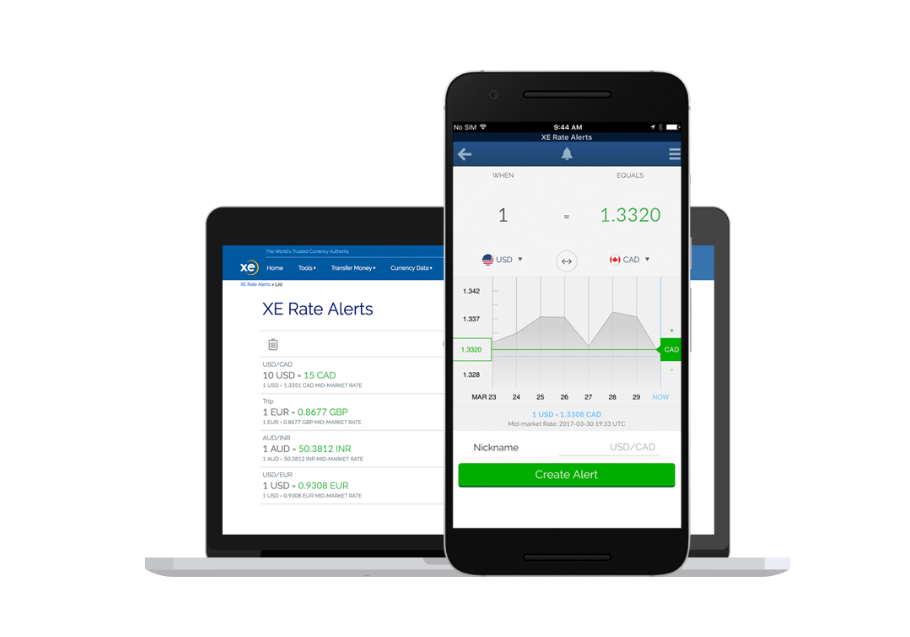 The World's Trusted Currency Authority
xe Home Tools Transfer Money Currency Data
XE Rate Alerts > List
XE Rate Alerts
USD/CAD
10 USD = 15 CAD
1 USD = 1.3351 CAD MID-MARKET RATE
Trip
1 EUR = 0.8677 GBP
1 EUR = 0.8677 GBP MID-MARKET RATE
AUD/INR
1 AUD = 50.3812 INR
1 AUD = 50.3812 INR MID-MARKET RATE
USD/EUR
1 USD = 0.9308 EUR
1 USD = 0.9308 EUR MID-MARKET RATE
No SIM 9:44 AM
XE Rate Alerts
WHEN EQUALS
1 = 1.3320
USD CAD
1.342
1.337
+
1.3320 CAD
-
1.328
MAR 23 24 25 26 27 28 29 NOW
1 USD = 1.3308 CAD
Mid-market Rate: 2017-03-30 19:33 UTC
Nickname USD/CAD
Create Alert